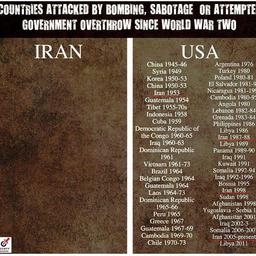 COUNTRIES ATTACKED BY BOMBING, SABOTAGE OR ATTEMPTED
GOVERNMENT OVERTHROW SINCE WORLD WAR TWO
IRAN
USA
China 1945-46
Syria 1949
Korea 1950-53
China 1950-53
Iran 1953
Guatemala 1954
Tibet 1955-70s
Indonesia 1958
Cuba 1959
Democratic Republic of
the Congo 1960-65
Iraq 1960-63
Dominican Republic
1961
Vietnam 1961-73
Brazil 1964
Belgian Congo 1964
Guatemala 1964
Laos 1964-73
Dominican Republic
1965-66
Peru 1965
Greece 1967
Guatemala 1967-69
Cambodia 1969-70
Chile 1970-73
Argentina 1976
Turkey 1980
Poland 1980-81
El Salvador 1981
Nicaragua 1981-
Cambodia 1980-95
Angola 1980
Lebanon 1982-84
Grenada 1983-84
Philippines 1986
Libya 1986
Iran 1987-88
Libya 1989
Panama 1989-90
Iraq 1991
Kuwait 1991
Somalia 1992-94
Iraq 1992-1996
Bosnia 1995
Iran 1998
Sudan 1998
Afghanistan 1998
Yugoslavia - Serbia
Afghanistan 2001
Iraq 2002-3
Somalia 2006-2007
Iran 2005-present
Libya 2011